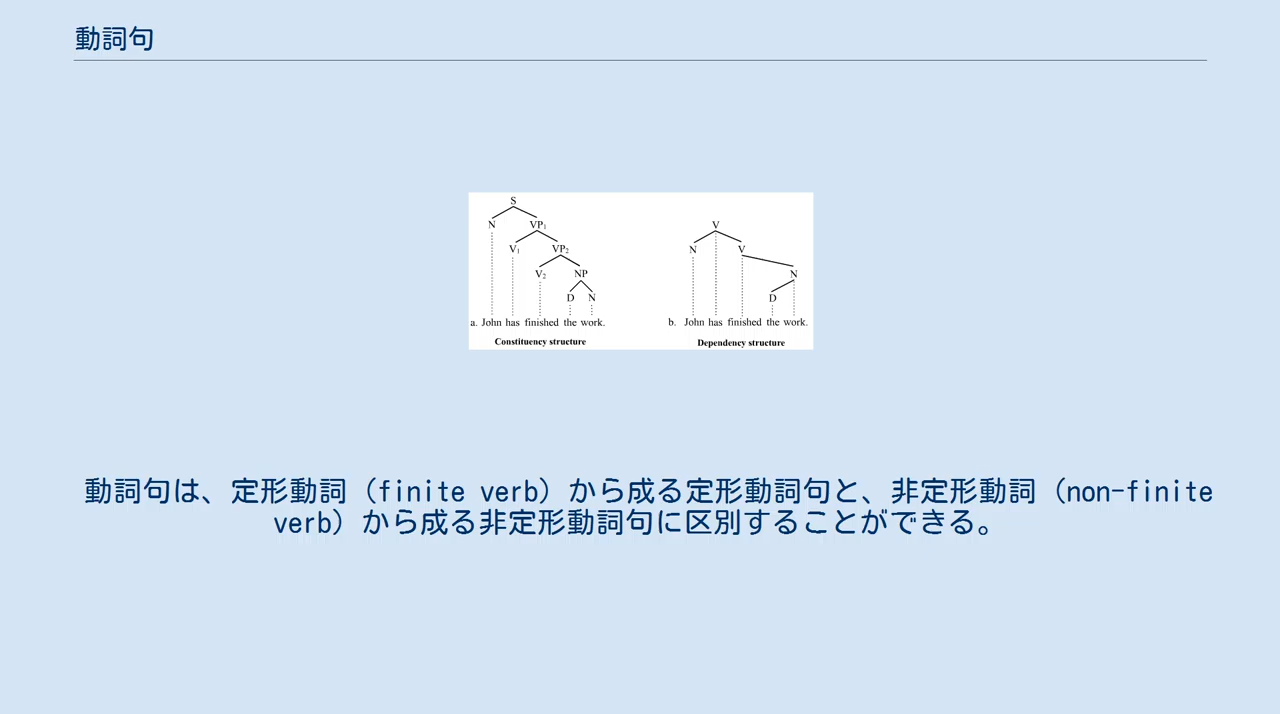 動詞句
S
N VP₁
V₁ VP₂
V₂ NP
D N
a. John has finished the work.
Constituency structure
V
N V
N
D
b. John has finished the work.
Dependency structure
動詞句は、定形動詞（finite verb）から成る定形動詞句と、非定形動詞（non-finite
verb）から成る非定形動詞句に区別することができる。